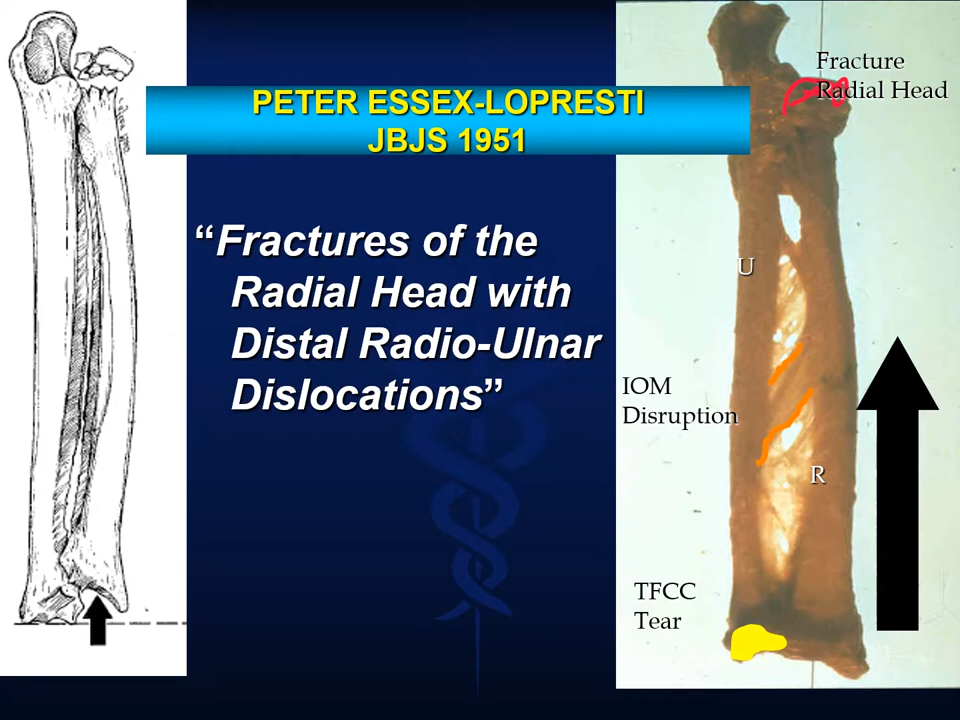 PETER ESSEX-LOPRESTI
JBJS 1951
“Fractures of the
Radial Head with
Distal Radio-Ulnar
Dislocations”
Fracture
Radial Head
U
IOM
Disruption
R
TFCC
Tear